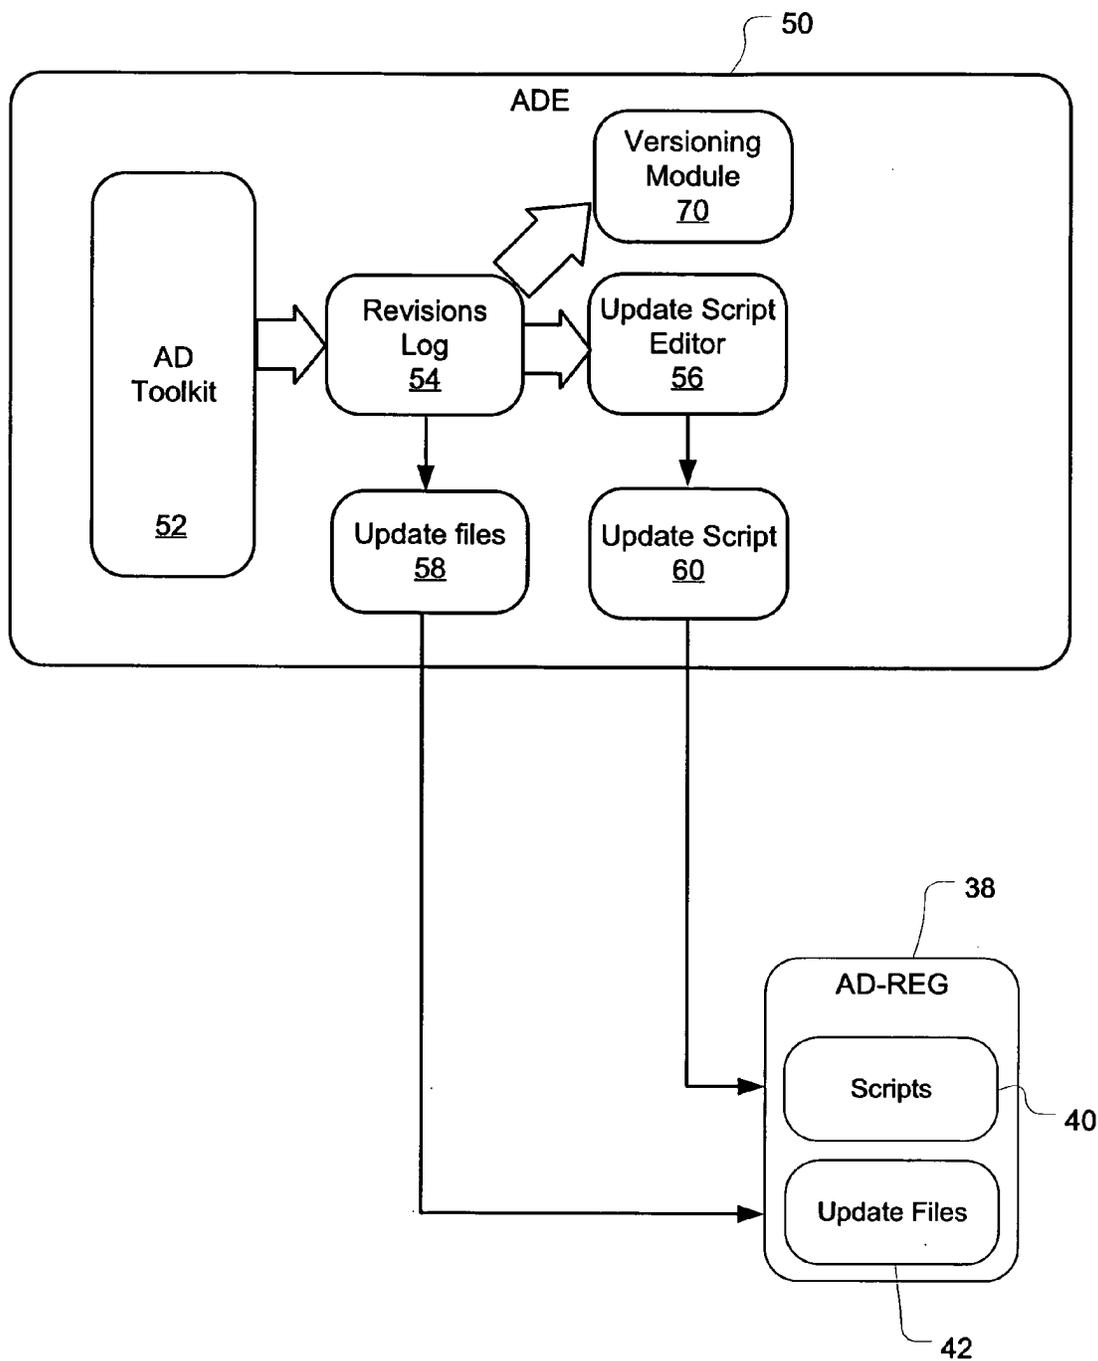 50
ADE
Versioning
Module
70
Revisions
Log
54
Update Script
Editor
56
AD
Toolkit
52
Update files
58
Update Script
60
38
AD-REG
Scripts
40
Update Files
42